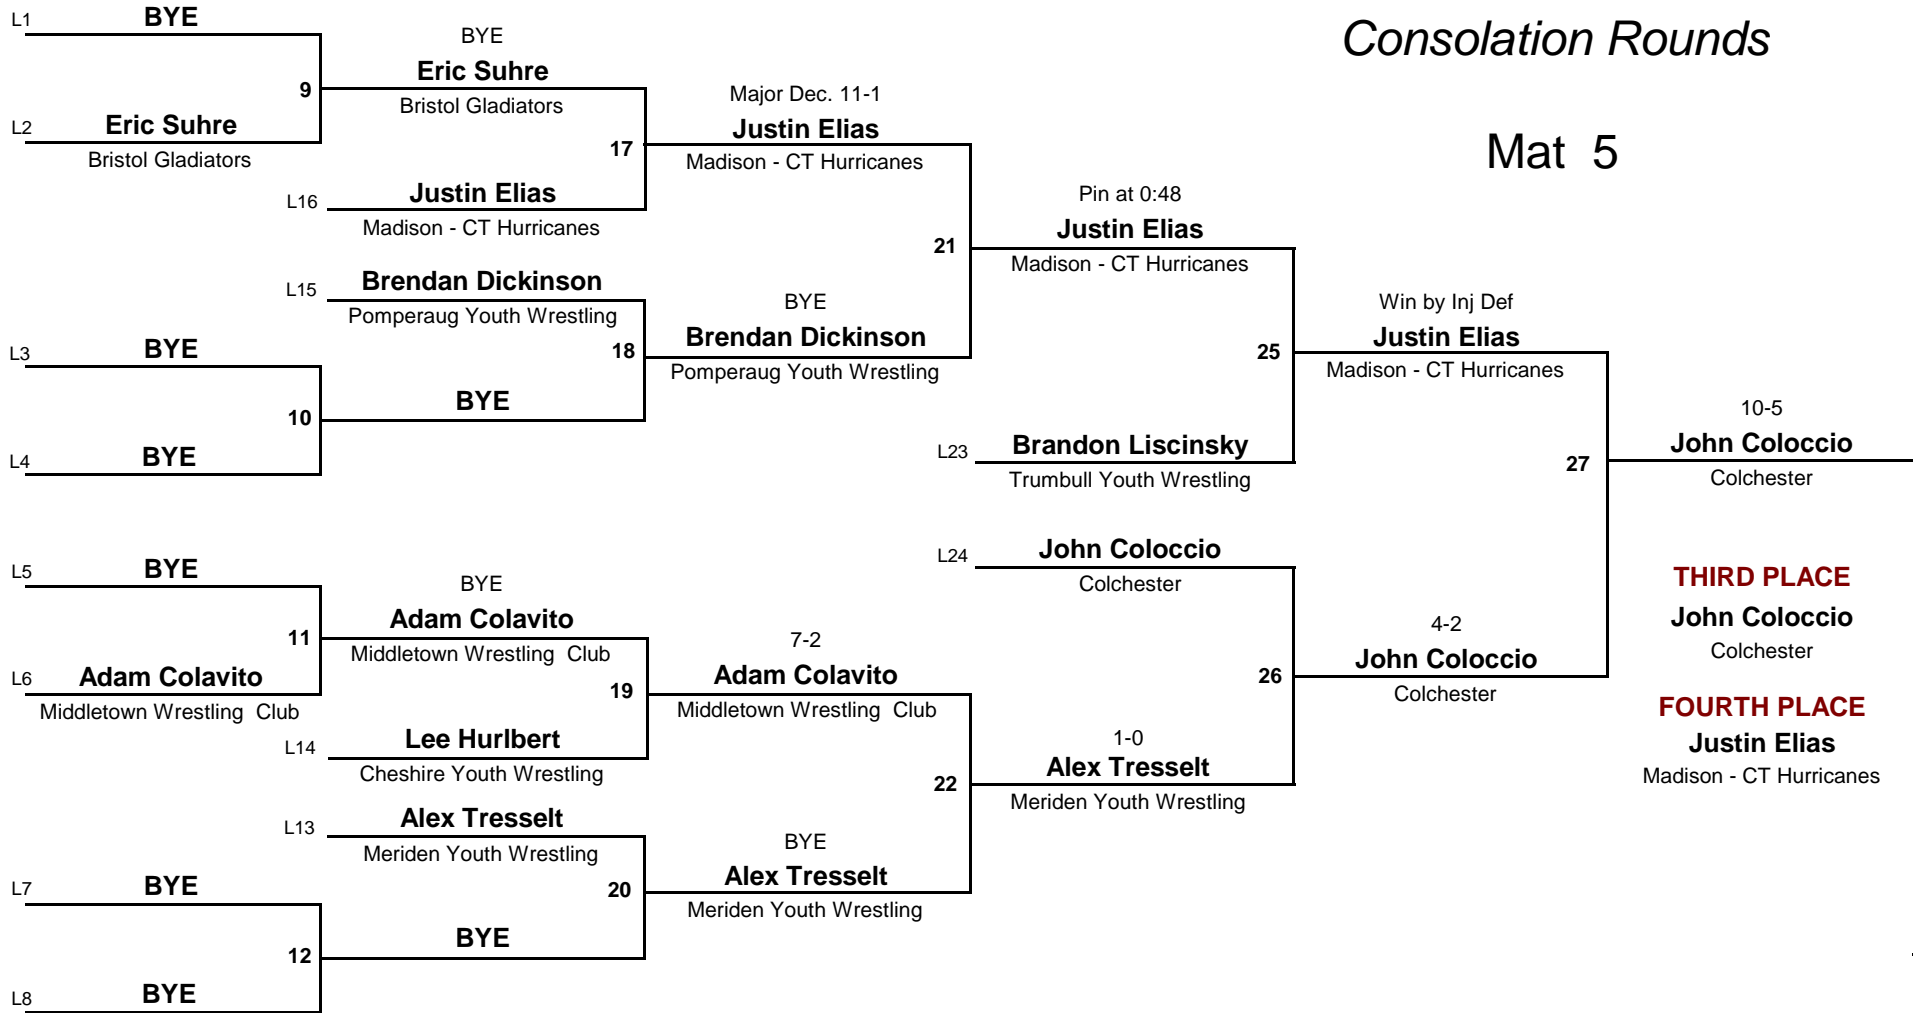 Consolation Rounds
Mat 5
L1 BYE
9
L2 Eric Suhre
Bristol Gladiators
L3 BYE
10
L4 BYE
L5 BYE
11
L6 Adam Colavito
Middletown Wrestling Club
L7 BYE
12
L8 BYE
BYE
Eric Suhre
Bristol Gladiators
17
L16 Justin Elias
Madison - CT Hurricanes
L15 Brendan Dickinson
Pomperaug Youth Wrestling
18
BYE
BYE
Adam Colavito
Middletown Wrestling Club
19
L14 Lee Hurlbert
Cheshire Youth Wrestling
L13 Alex Tresselt
Meriden Youth Wrestling
20
BYE
Major Dec. 11-1
Justin Elias
Madison - CT Hurricanes
21
BYE
Brendan Dickinson
Pomperaug Youth Wrestling
7-2
Adam Colavito
Middletown Wrestling Club
22
BYE
Alex Tresselt
Meriden Youth Wrestling
Pin at 0:48
Justin Elias
Madison - CT Hurricanes
25
L23 Brandon Liscinsky
Trumbull Youth Wrestling
L24 John Coloccio
Colchester
26
1-0
Alex Tresselt
Meriden Youth Wrestling
Win by Inj Def
Justin Elias
Madison - CT Hurricanes
27
4-2
John Coloccio
Colchester
10-5
John Coloccio
Colchester
THIRD PLACE
John Coloccio
Colchester
FOURTH PLACE
Justin Elias
Madison - CT Hurricanes